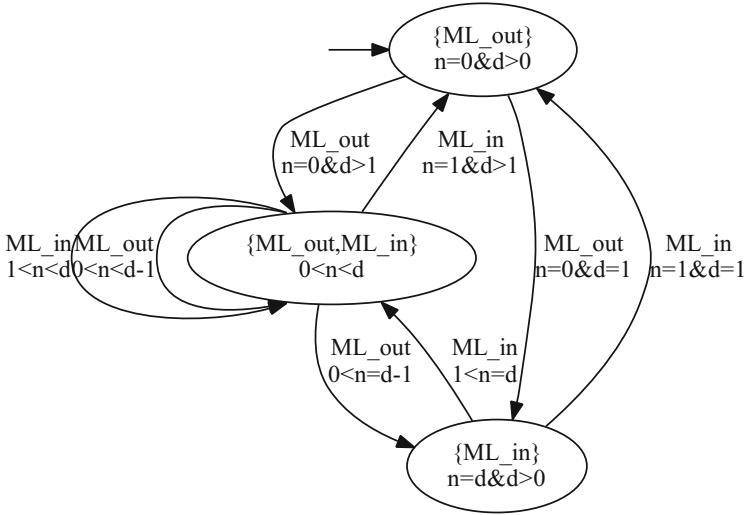 {ML_out}
n=0&d>0
ML_out
n=0&d>1
ML_in
n=1&d>1
ML_in
1<n<d
ML_out
0<n<d-1
{ML_out,ML_in}
0<n<d
ML_out
n=0&d=1
ML_in
n=1&d=1
ML_out
0<n=d-1
ML_in
1<n=d
{ML_in}
n=d&d>0